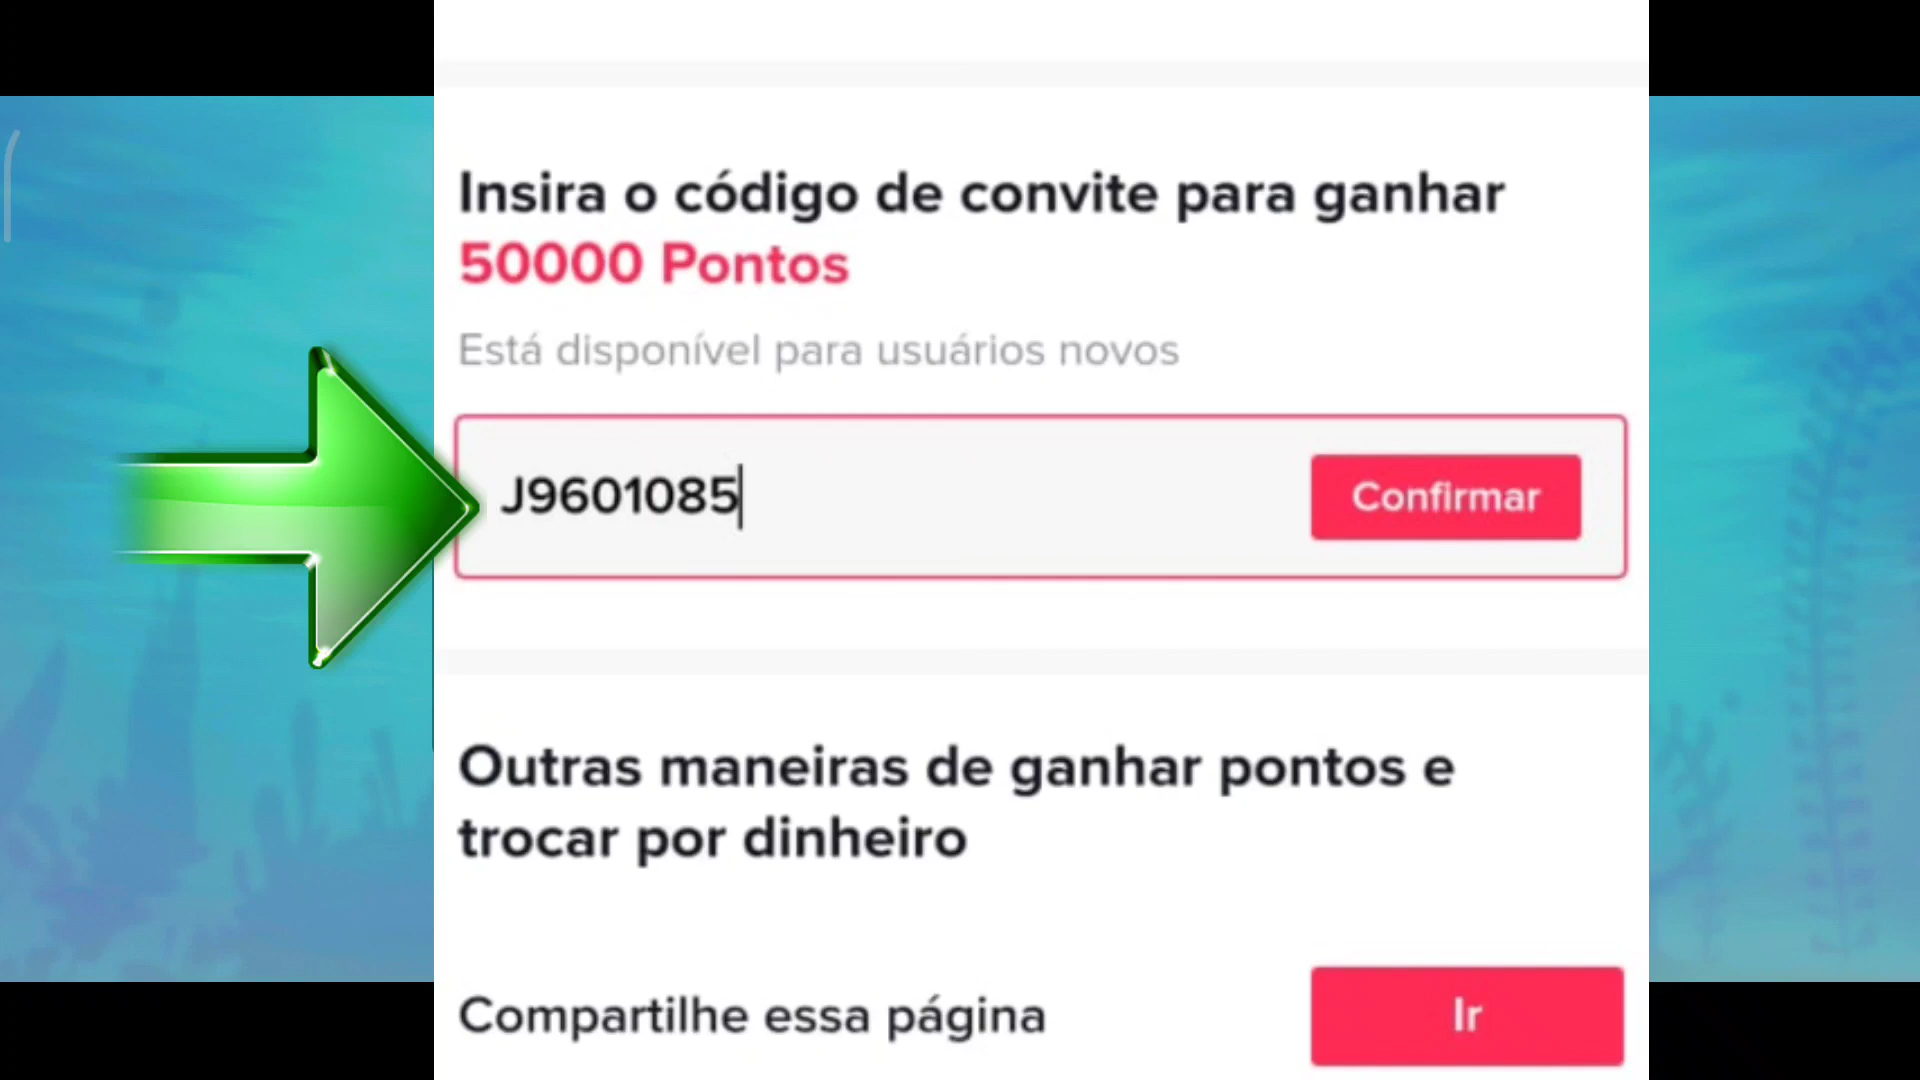 Insira o código de convite para ganhar
50000 Pontos
Está disponível para usuários novos
J9601085
Confirmar
Outras maneiras de ganhar pontos e
trocar por dinheiro
Compartilhe essa página
Ir